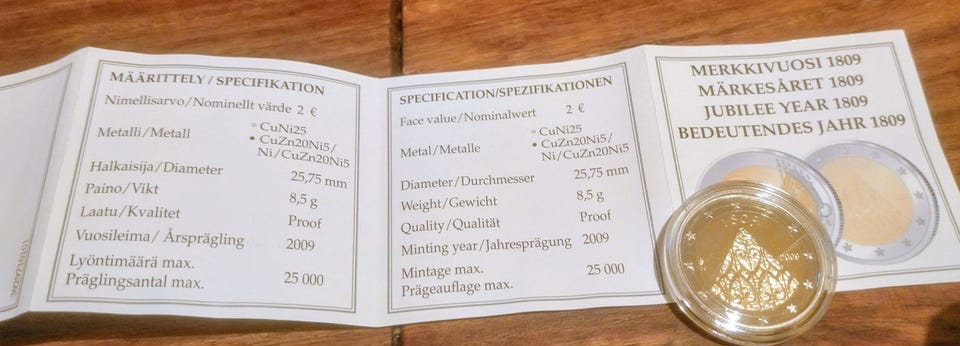 MÄÄRITTELY / SPECIFIKATION
Nimellisarvo/Nominellt värde 2 €
Metalli/Metall
° CuNi25
• CuZn20Ni5/
Ni/CuZn20Ni5
Halkaisija/Diameter 25,75 mm
Paino/Vikt 8,5 g
Laatu/Kvalitet Proof
Vuosileima/ Årsprägling 2009
Lyöntimäärä max.
Präglingsantal max. 25 000
SPECIFICATION/SPEZIFIKATIONEN
Face value/Nominalwert 2 €
Metal/Metalle
° CuNi25
• CuZn20Ni5/
Ni/CuZn20Ni5
Diameter/Durchmesser 25,75 mm
Weight/Gewicht 8,5 g
Quality/Qualität Proof
Minting year/Jahresprägung 2009
Mintage max.
Prägeauflage max. 25 000
MERKKIVUOSI 1809
MÄRKESÅRET 1809
JUBILEE YEAR 1809
BEDEUTENDES JAHR 1809
1809
2009